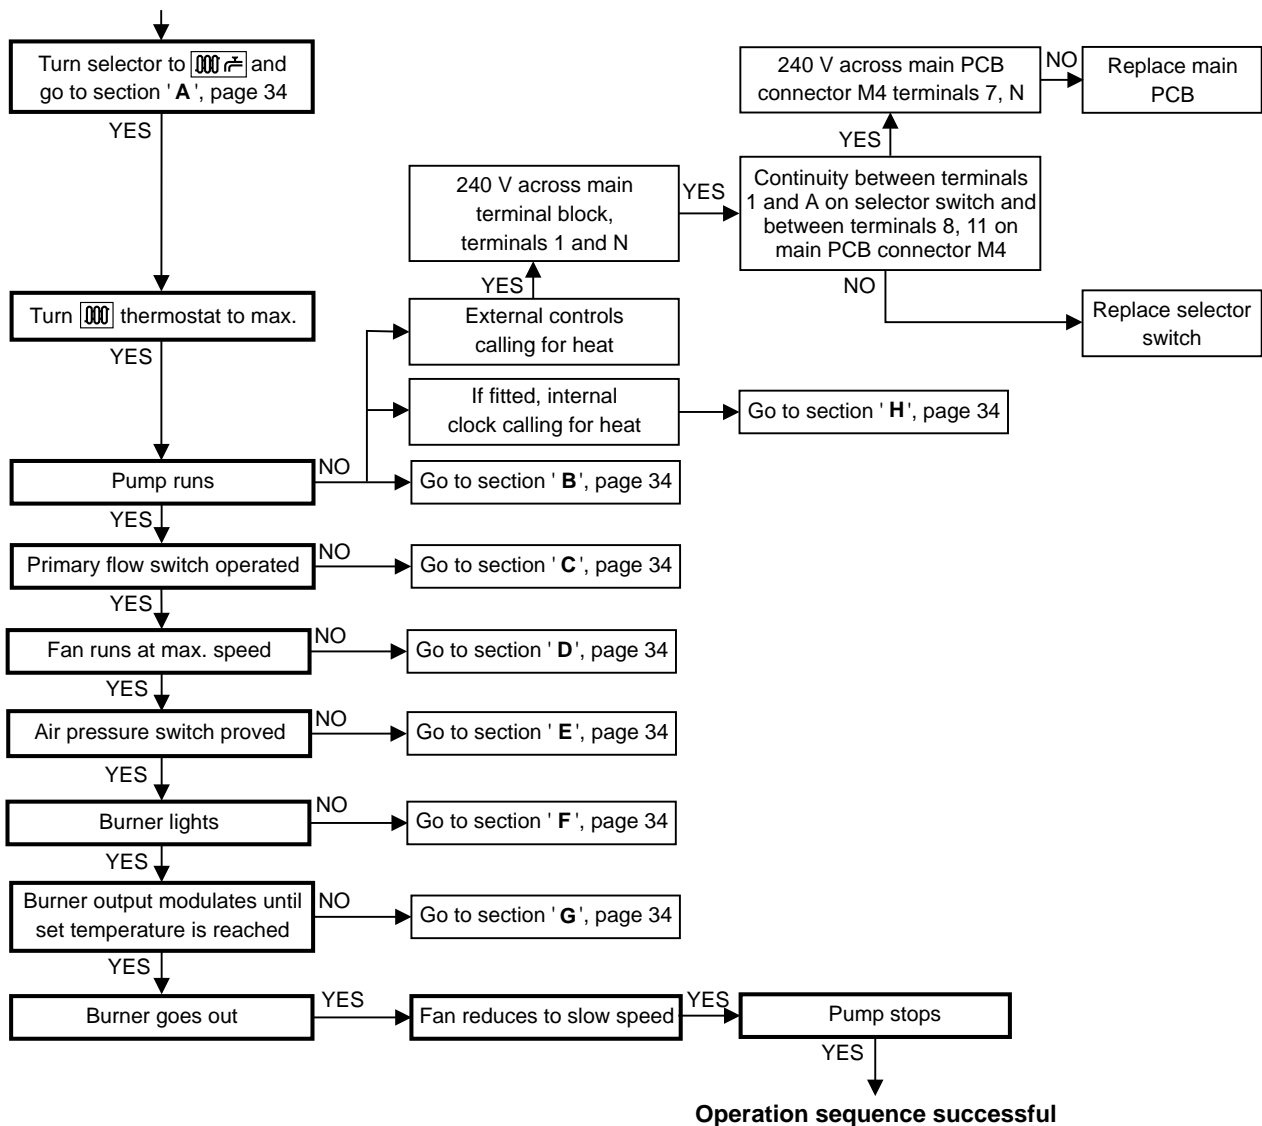 Turn selector to and
go to section ' A', page 34
YES
Turn thermostat to max.
YES
Pump runs
NO
YES
Primary flow switch operated
NO
YES
Fan runs at max. speed
NO
YES
Air pressure switch proved
NO
YES
Burner lights
NO
YES
Burner output modulates until
set temperature is reached
NO
YES
Burner goes out
YES
Fan reduces to slow speed
YES
Pump stops
YES
Operation sequence successful
External controls
calling for heat
YES
240 V across main
terminal block,
terminals 1 and N
YES
Continuity between terminals
1 and A on selector switch and
between terminals 8, 11 on
main PCB connector M4
YES
240 V across main PCB
connector M4 terminals 7, N
NO
Replace main
PCB
NO
Replace selector
switch
If fitted, internal
clock calling for heat
Go to section ' H', page 34
Go to section ' B', page 34
Go to section ' C', page 34
Go to section ' D', page 34
Go to section ' E', page 34
Go to section ' F', page 34
Go to section ' G', page 34